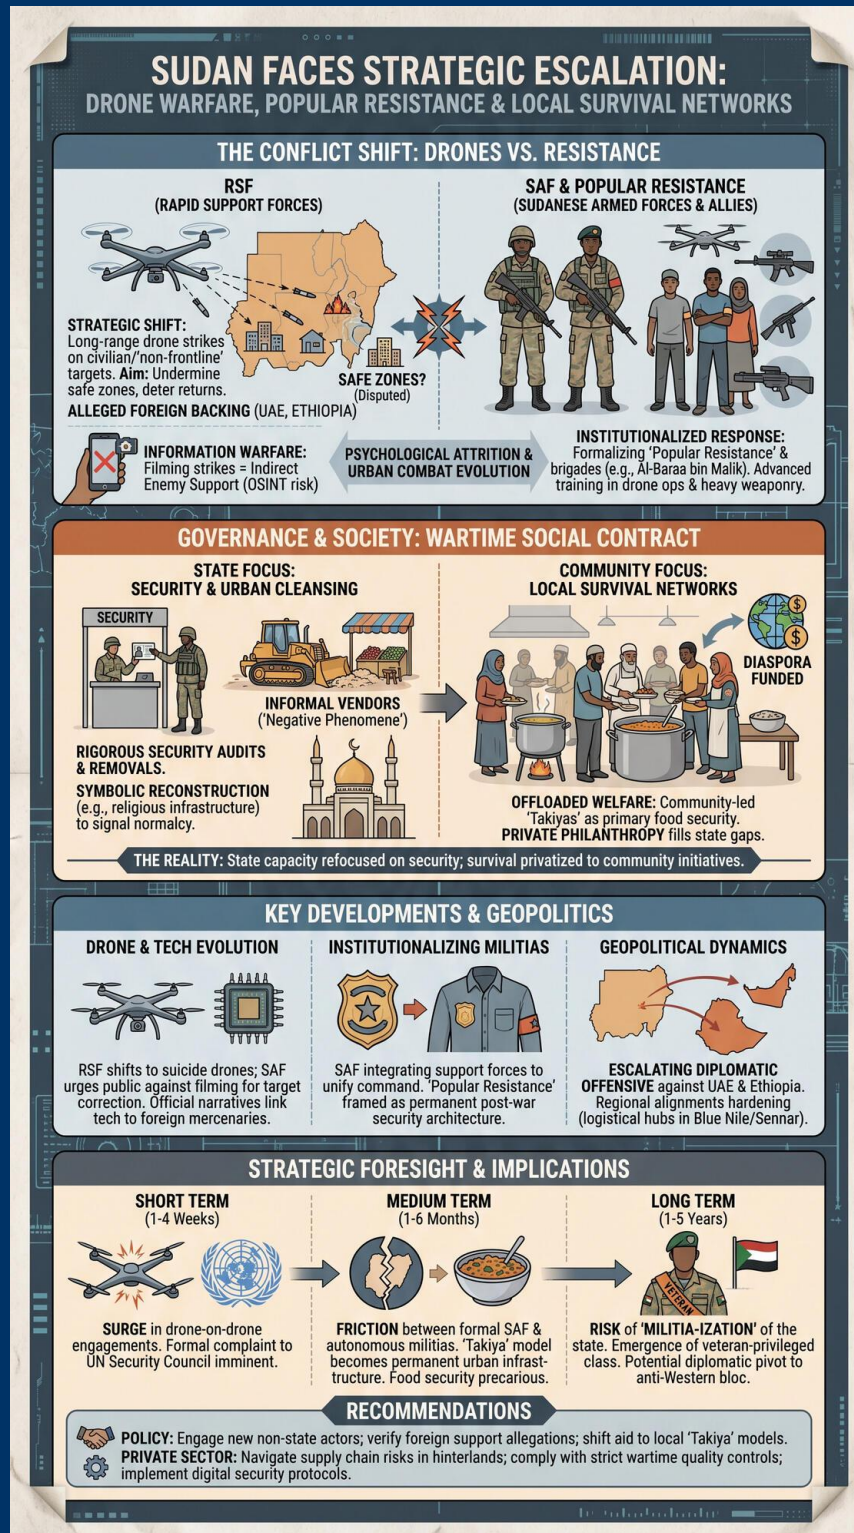 SUDAN FACES STRATEGIC ESCALATION:
DRONE WARFARE, POPULAR RESISTANCE & LOCAL SURVIVAL NETWORKS
THE CONFLICT SHIFT: DRONES VS. RESISTANCE
RSF
(RAPID SUPPORT FORCES)
STRATEGIC SHIFT:
Long-range drone strikes
on civilian/'non-frontline'
targets. Aim: Undermine
safe zones, deter returns.
SAFE ZONES?
(Disputed)
ALLEGED FOREIGN BACKING (UAE, ETHIOPIA)
INFORMATION WARFARE:
Filming strikes = Indirect
Enemy Support (OSINT risk)
PSYCHOLOGICAL ATTRITION &
URBAN COMBAT EVOLUTION
SAF & POPULAR RESISTANCE
(SUDANESE ARMED FORCES & ALLIES)
INSTITUTIONALIZED RESPONSE:
Formalizing 'Popular Resistance' &
brigades (e.g., Al-Baraa bin Malik). Advanced
training in drone ops & heavy weaponry.
GOVERNANCE & SOCIETY: WARTIME SOCIAL CONTRACT
STATE FOCUS:
SECURITY & URBAN CLEANSING
SECURITY
INFORMAL VENDORS
('Negative Phenomene')
RIGOROUS SECURITY AUDITS
& REMOVALS.
SYMBOLIC RECONSTRUCTION
(e.g., religious infrastructure)
to signal normalcy.
COMMUNITY FOCUS:
LOCAL SURVIVAL NETWORKS
$
$
DIASPORA
FUNDED
OFFLOADED WELFARE: Community-led
'Takiyas' as primary food security.
PRIVATE PHILANTHROPY fills state gaps.
THE REALITY: State capacity refocused on security; survival privatized to community initiatives.
KEY DEVELOPMENTS & GEOPOLITICS
DRONE & TECH EVOLUTION
RSF shifts to suicide drones; SAF
urges public against filming for target
correction. Official narratives link
tech to foreign mercenaries.
INSTITUTIONALIZING MILITIAS
SAF integrating support forces to
unify command. 'Popular Resistance'
framed as permanent post-war
security architecture.
GEOPOLITICAL DYNAMICS
ESCALATING DIPLOMATIC
OFFENSIVE against UAE & Ethiopia.
Regional alignments hardening
(logistical hubs in Blue Nile/Sennar).
STRATEGIC FORESIGHT & IMPLICATIONS
SHORT TERM
(1-4 Weeks)
SURGE in drone-on-drone
engagements. Formal complaint to
UN Security Council imminent.
MEDIUM TERM
(1-6 Months)
FRICTION between formal SAF &
autonomous militias. 'Takiya' model
becomes permanent urban infrast-
tructure. Food security precarious.
LONG TERM
(1-5 Years)
VETERAN
RISK of 'MILITIA-IZATION' of the
state. Emergence of veteran-privileged
class. Potential diplomatic pivot to
anti-Western bloc.
RECOMMENDATIONS
POLICY: Engage new non-state actors; verify foreign support allegations; shift aid to local 'Takiya' models.
PRIVATE SECTOR: Navigate supply chain risks in hinterlands; comply with strict wartime quality controls;
implement digital security protocols.